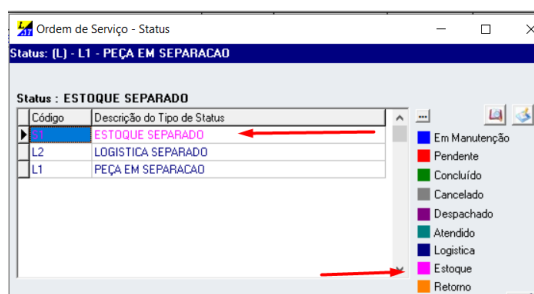 Ordem de Serviço - Status
Status: (L) - L1 - PEÇA EM SEPARACAO
Status : ESTOQUE SEPARADO
Código Descrição do Tipo de Status
ESTOQUE SEPARADO
L2 LOGISTICA SEPARADO
L1 PEÇA EM SEPARACAO
...
Em Manutenção
Pendente
Concluído
Cancelado
Despachado
Atendido
Logistica
Estoque
Retorno